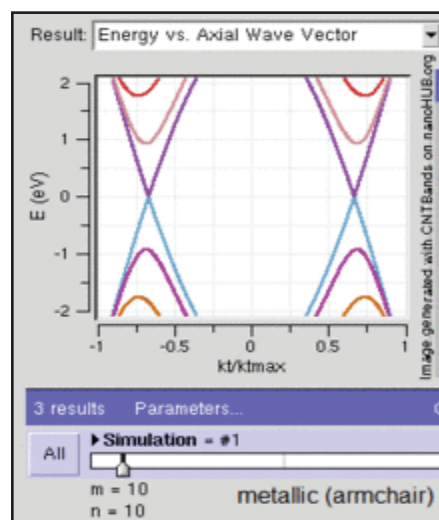 Result: Energy vs. Axial Wave Vector
Image generated with CNTBands on nanoHUB.org
2
1
0
-1
-2
E (eV)
-1
-0.5
0
0.5
1
kt/ktmax
3 results Parameters...
All
Simulation = #1
m = 10
n = 10
metallic (armchair)